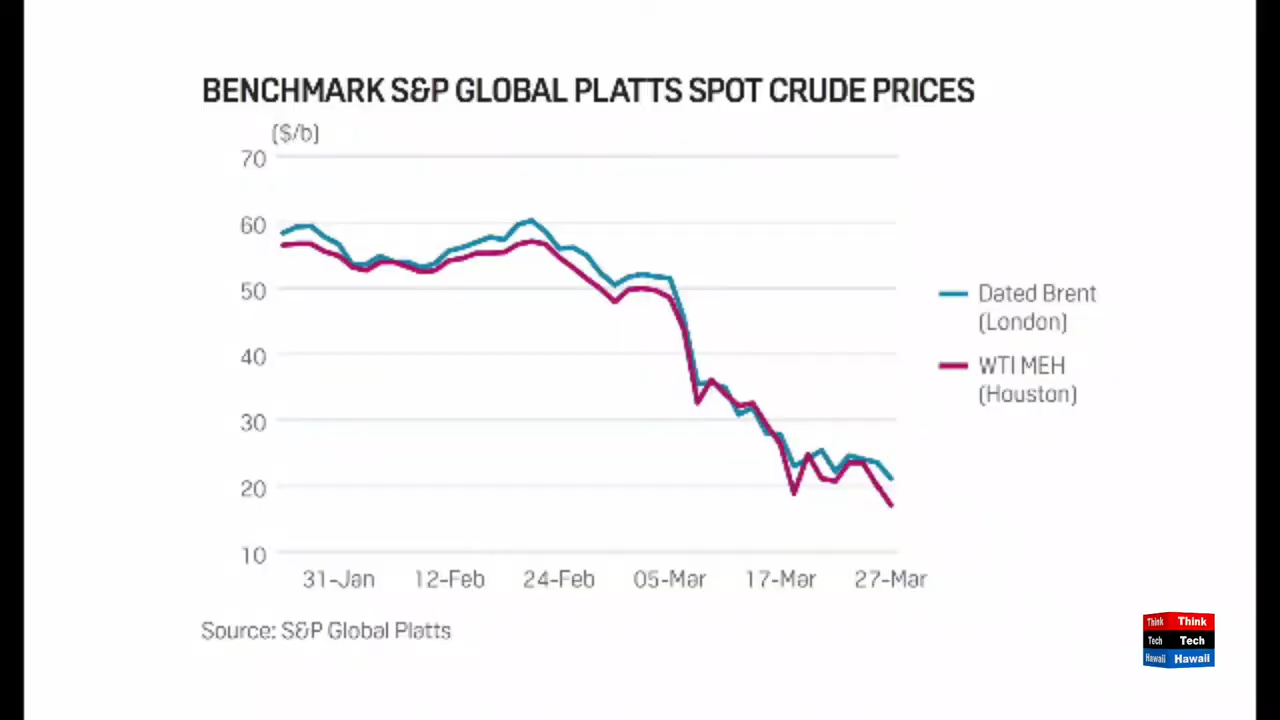 BENCHMARK S&P GLOBAL PLATTS SPOT CRUDE PRICES
($/b)
70
60
50
40
30
20
10
31-Jan 12-Feb 24-Feb 05-Mar 17-Mar 27-Mar
Dated Brent
(London)
WTI MEH
(Houston)
Source: S&P Global Platts
Think Think
Tech Tech
Hawaii Hawaii